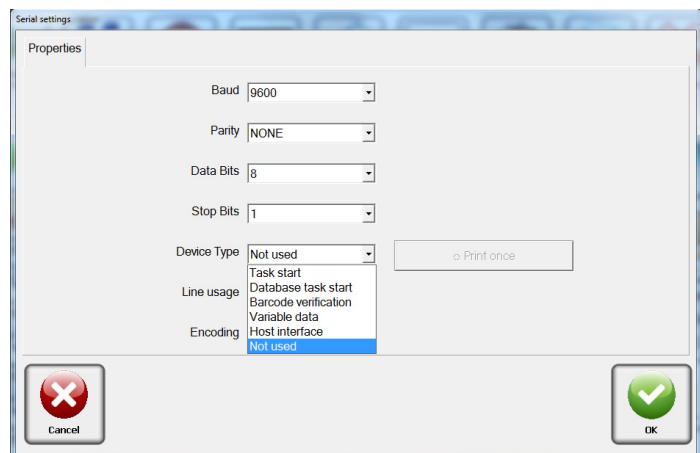 Serial settings
Properties
Baud 9600
Parity NONE
Data Bits 8
Stop Bits 1
Device Type Not used o Print once
Task start
Database task start
Line usage
Barcode verification
Variable data
Encoding Host interface
Not used
Cancel OK